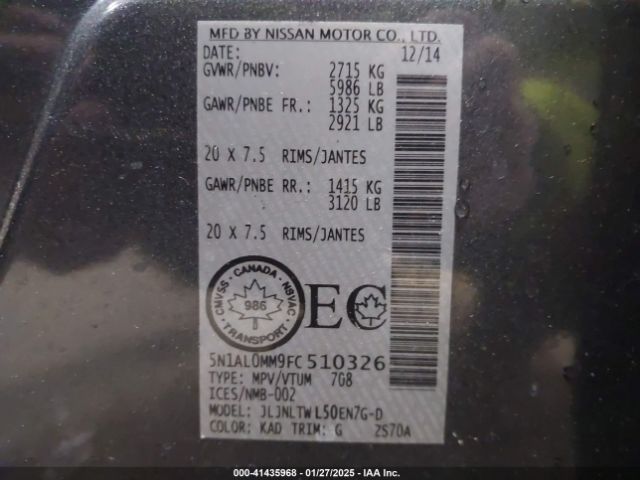 MFD BY NISSAN MOTOR CO., LTD.
DATE: 12/14
GVWR/PNBV: 2715 KG
5986 LB
GAWR/PNBE FR.: 1325 KG
2921 LB
20 X 7.5 RIMS/JANTES
GAWR/PNBE RR.: 1415 KG
3120 LB
20 X 7.5 RIMS/JANTES
CMVSS · CANADA · NSVAC
986
TRANSPORT
EC
5N1AL0MM9FC510326
TYPE: MPV/VTUM 7G8
ICES/NMB-002
MODEL: JLJNLTWL50EN7G-D
COLOR: KAD TRIM: G 2S70A
000-41435968 — 01/27/2025 — IAA Inc.